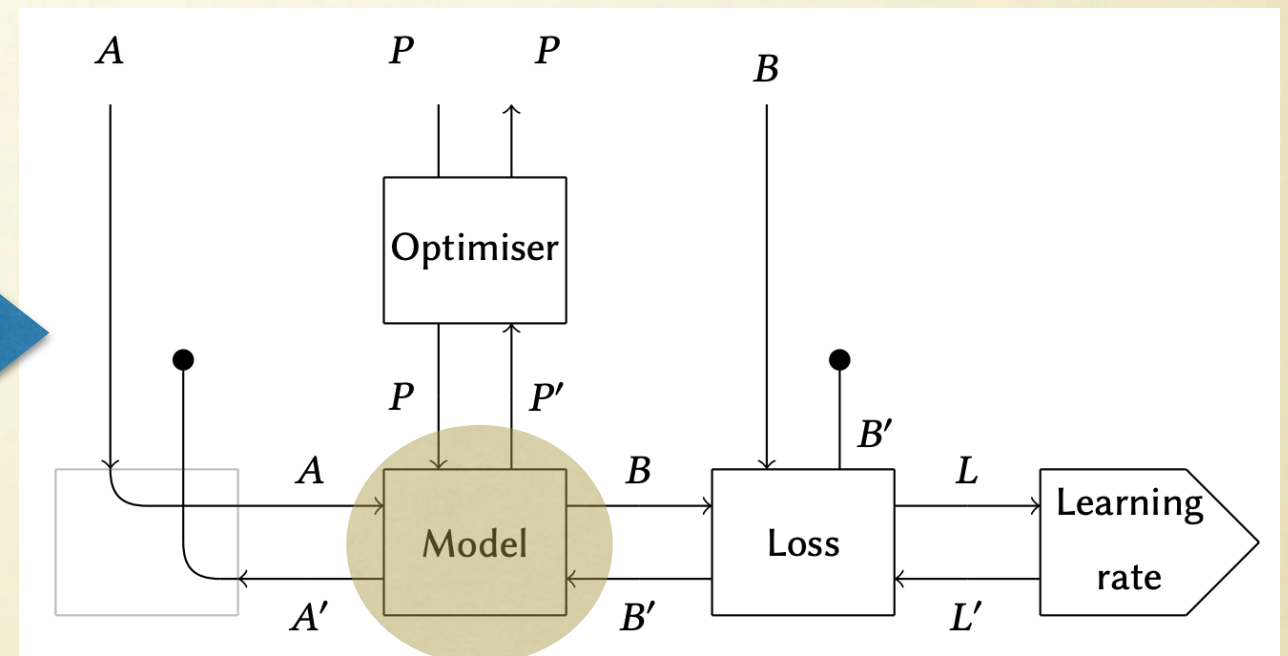 A
P
P
B
Optimiser
P
P′
B′
A
B
L
Model
Loss
Learning
rate
A′
B′
L′